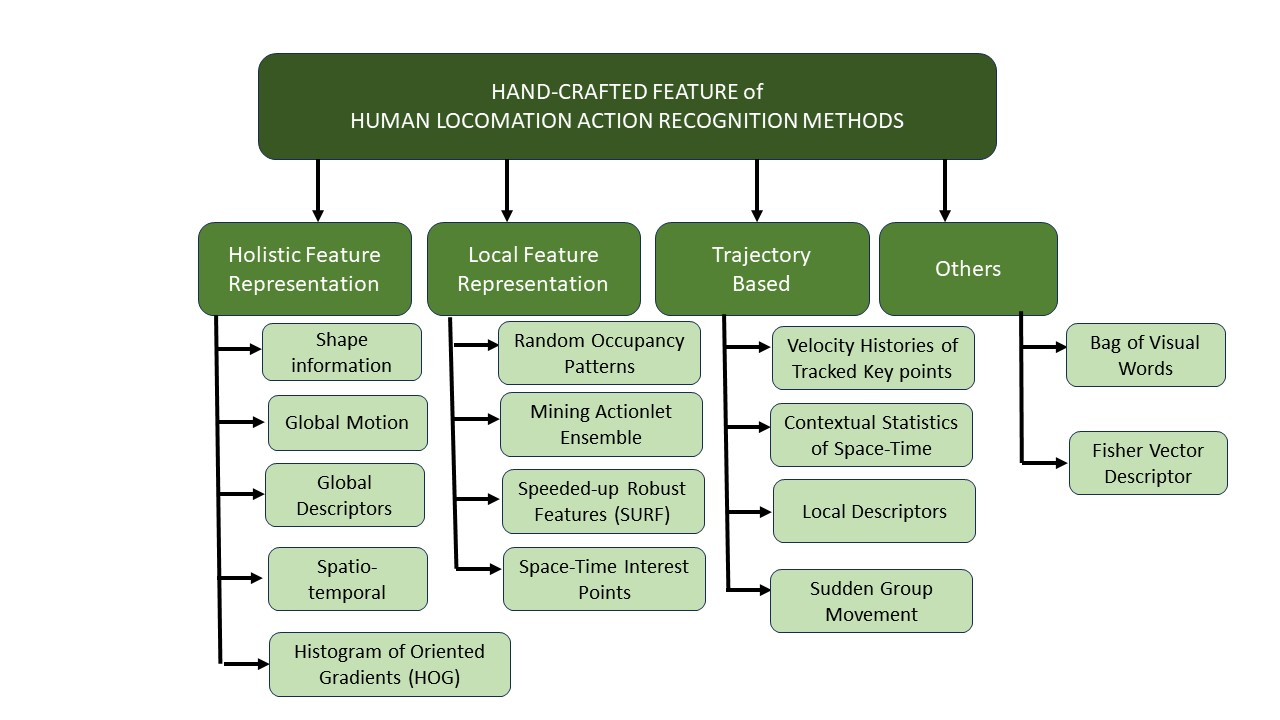 HAND-CRAFTED FEATURE of
HUMAN LOCOMATION ACTION RECOGNITION METHODS
Holistic Feature
Representation
Shape
information
Global Motion
Global
Descriptors
Spatio-
temporal
Histogram of Oriented
Gradients (HOG)
Local Feature
Representation
Random Occupancy
Patterns
Mining Actionlet
Ensemble
Speeded-up Robust
Features (SURF)
Space-Time Interest
Points
Trajectory
Based
Velocity Histories of
Tracked Key points
Contextual Statistics
of Space-Time
Local Descriptors
Sudden Group
Movement
Others
Bag of Visual
Words
Fisher Vector
Descriptor